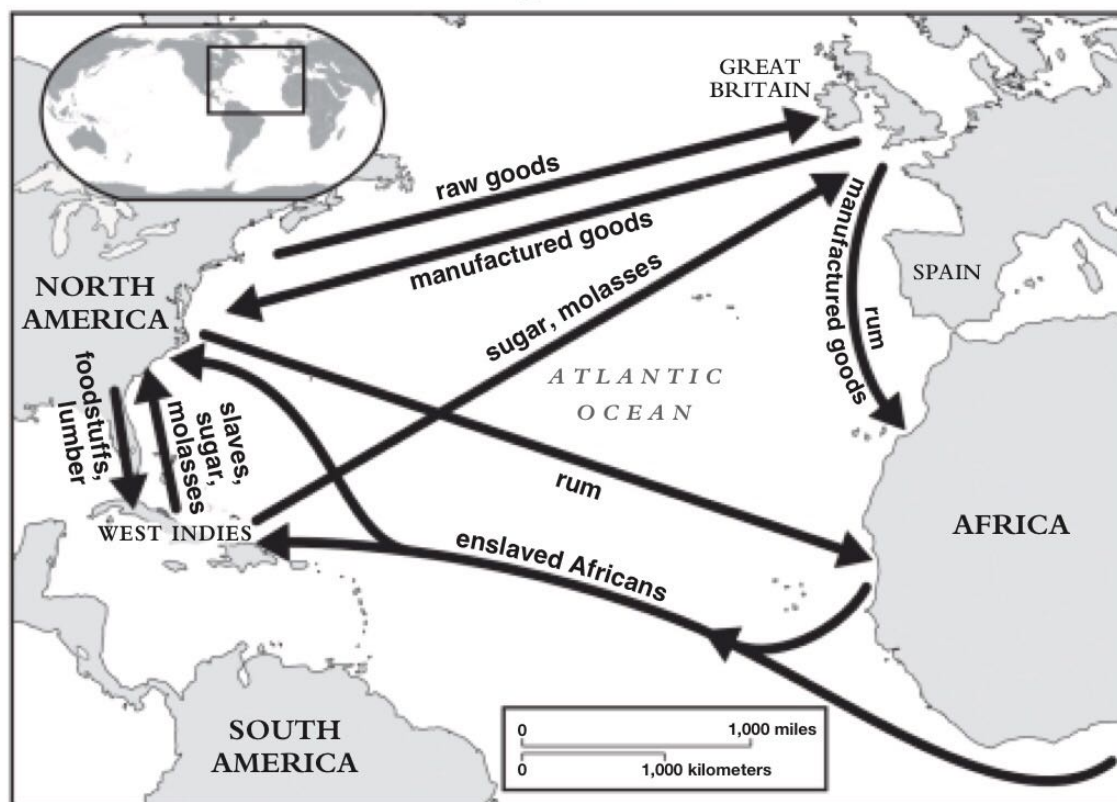 GREAT
BRITAIN
raw goods
manufactured goods
sugar, molasses
manufactured goods
rum
SPAIN
NORTH
AMERICA
foodstuffs,
lumber
slaves,
sugar,
molasses
ATLANTIC
OCEAN
rum
WEST INDIES
enslaved Africans
AFRICA
SOUTH
AMERICA
0
1,000 miles
0
1,000 kilometers